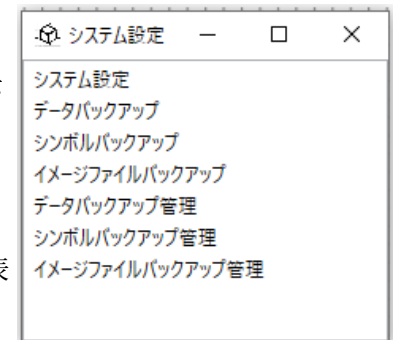 システム設定
システム設定
データバックアップ
シンボルバックアップ
イメージファイルバックアップ
データバックアップ管理
シンボルバックアップ管理
イメージファイルバックアップ管理
表